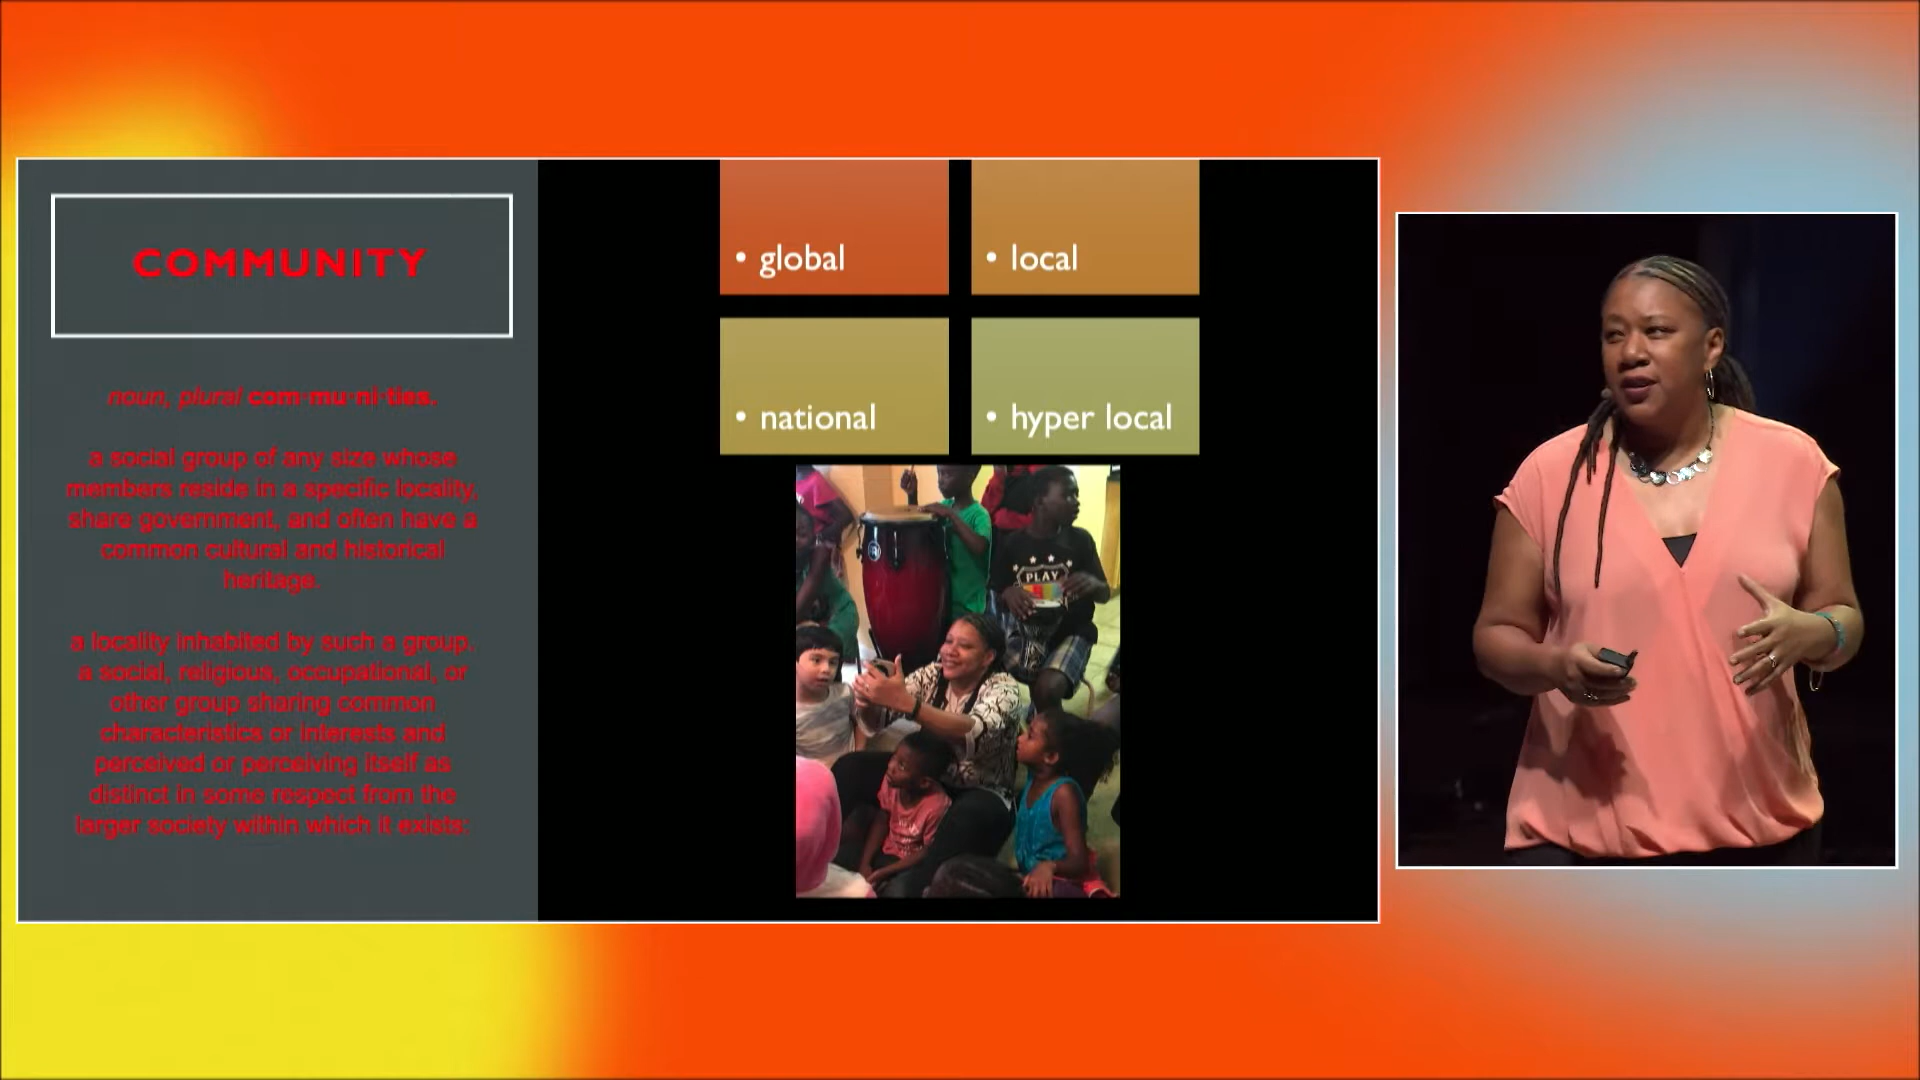 COMMUNITY
noun, plural com·mu·ni·ties.
a social group of any size whose
members reside in a specific locality,
share government, and often have a
common cultural and historical
heritage.
a locality inhabited by such a group.
a social, religious, occupational, or
other group sharing common
characteristics or interests and
perceived or perceiving itself as
distinct in some respect from the
larger society within which it exists:
• global
• local
• national
• hyper local
PLAY